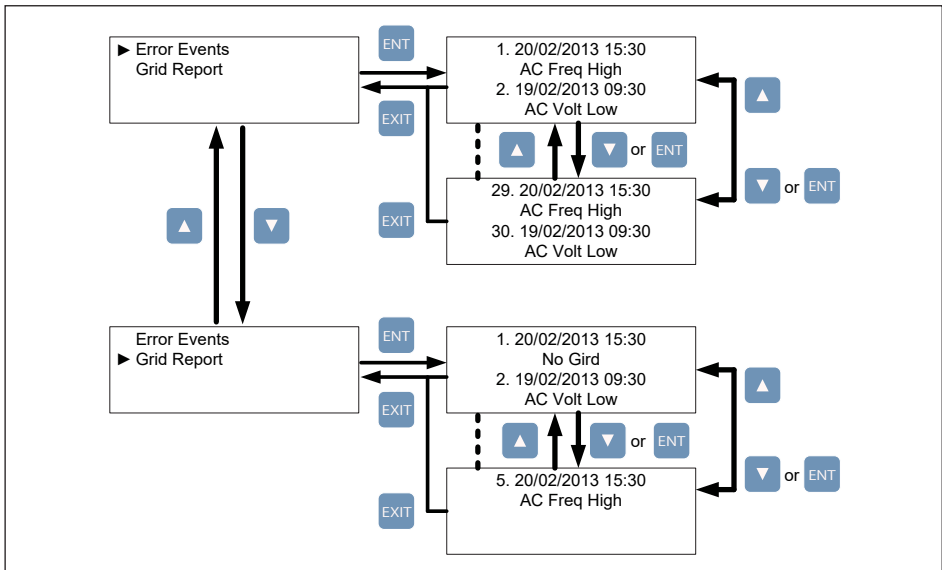 ► Error Events
Grid Report
ENT
EXIT
1. 20/02/2013 15:30
AC Freq High
2. 19/02/2013 09:30
AC Volt Low
▲
▼ or ENT
29. 20/02/2013 15:30
AC Freq High
30. 19/02/2013 09:30
AC Volt Low
EXIT
▲
▼ or ENT
▲
▼
Error Events
► Grid Report
ENT
EXIT
1. 20/02/2013 15:30
No Gird
2. 19/02/2013 09:30
AC Volt Low
▲
▼ or ENT
5. 20/02/2013 15:30
AC Freq High
EXIT
▲
▼ or ENT